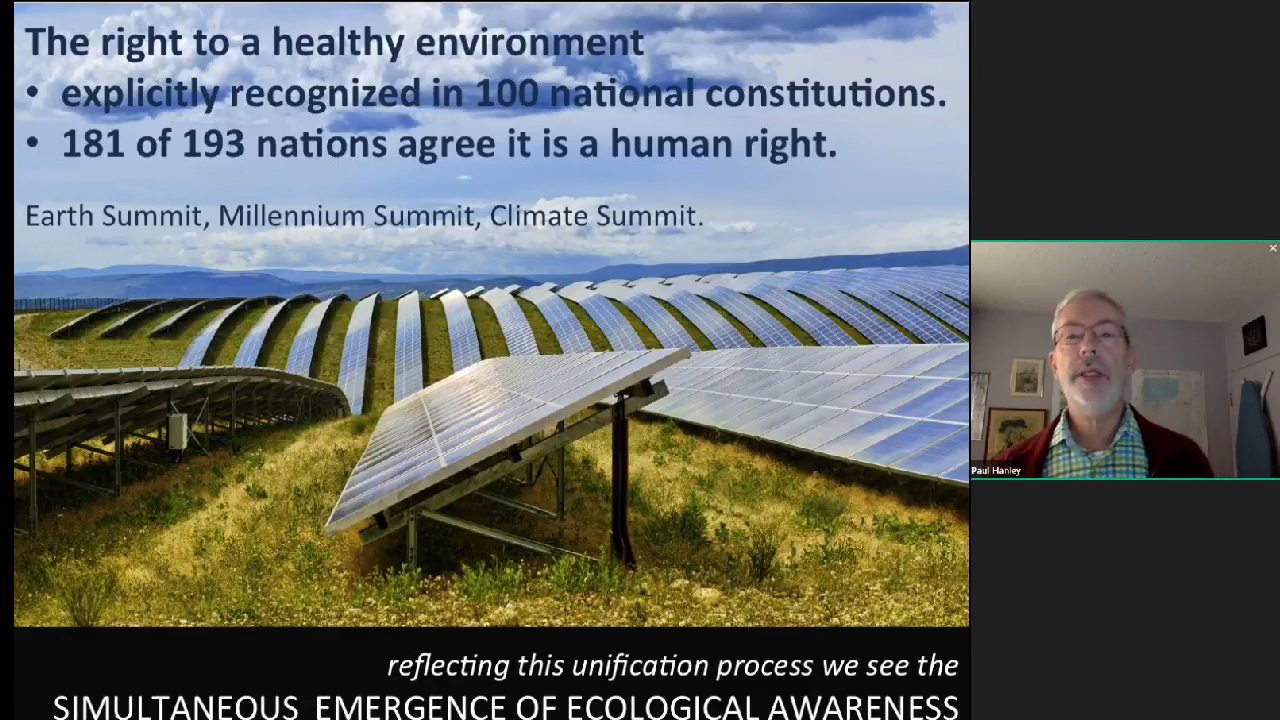 The right to a healthy environment
• explicitly recognized in 100 national constitutions.
• 181 of 193 nations agree it is a human right.
Earth Summit, Millennium Summit, Climate Summit.
Paul Hanley
reflecting this unification process we see the
SIMULTANEOUS EMERGENCE OF ECOLOGICAL AWARENESS